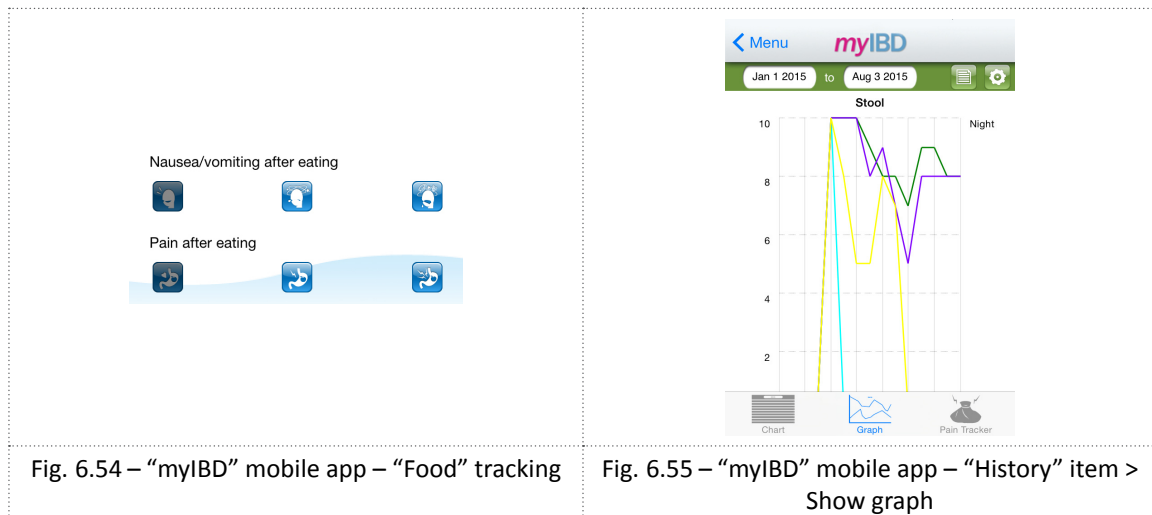 Nausea/vomiting after eating
Pain after eating
Fig. 6.54 – “myIBD” mobile app – “Food” tracking
Menu
myIBD
Jan 1 2015 to Aug 3 2015
Stool
10
Night
8
6
4
2
Chart Graph Pain Tracker
Fig. 6.55 – “myIBD” mobile app – “History” item >
Show graph